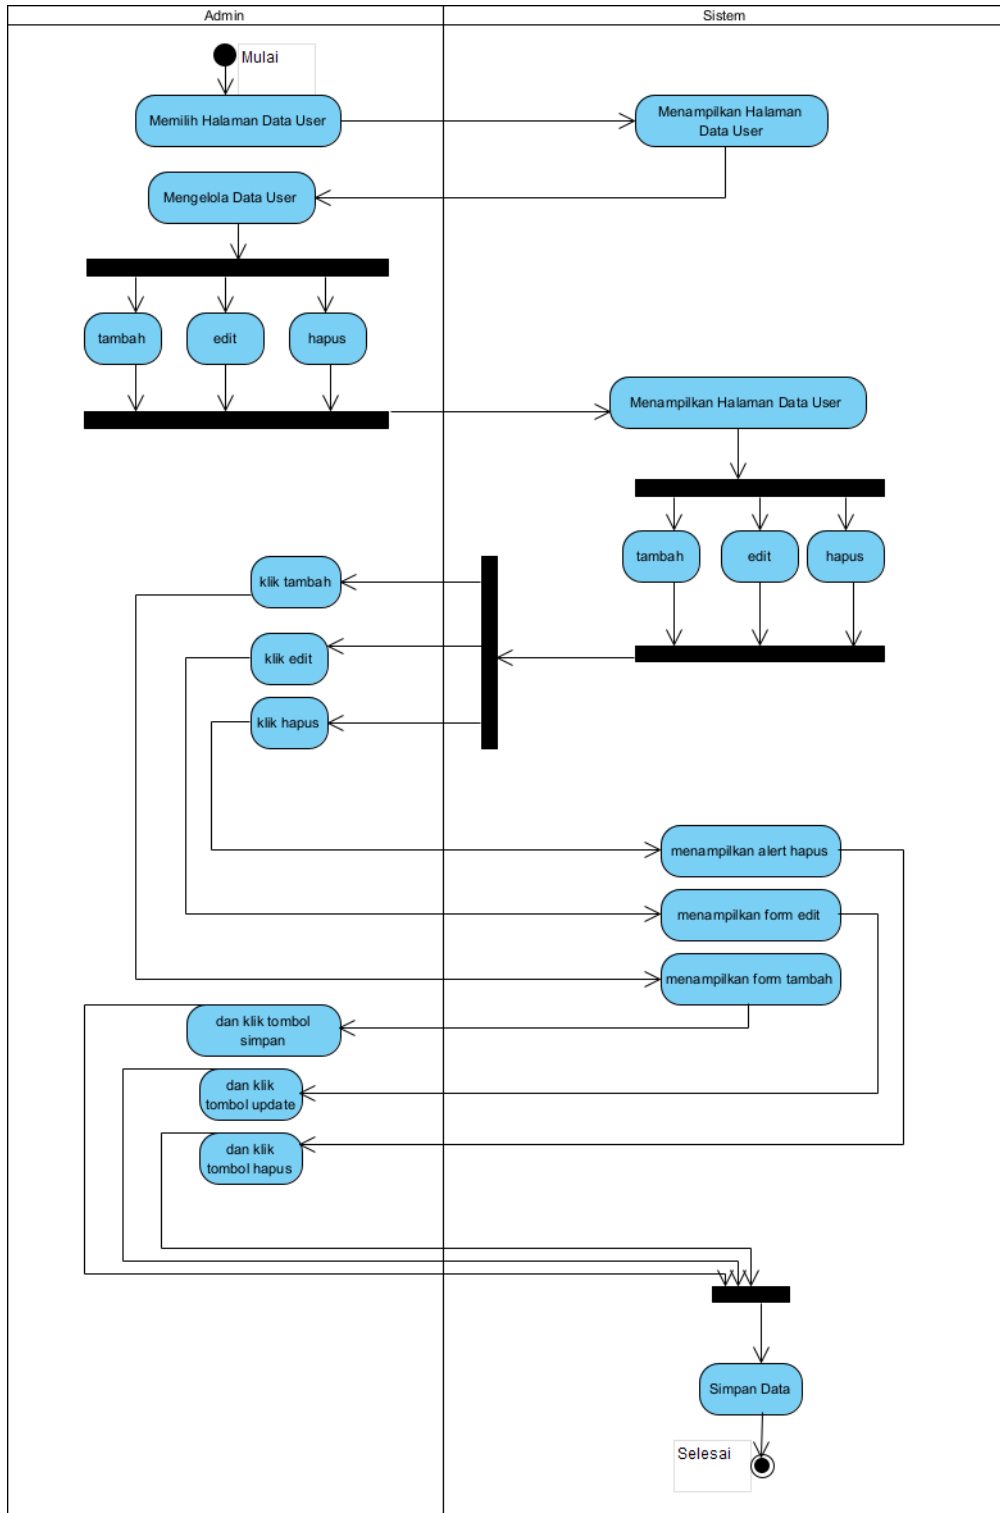 Admin
Sistem
Mulai
Memilih Halaman Data User
Menampilkan Halaman
Data User
Mengelola Data User
tambah
edit
hapus
Menampilkan Halaman Data User
tambah
edit
hapus
klik tambah
klik edit
klik hapus
menampilkan alert hapus
menampilkan form edit
menampilkan form tambah
dan klik tombol
simpan
dan klik
tombol update
dan klik
tombol hapus
Simpan Data
Selesai